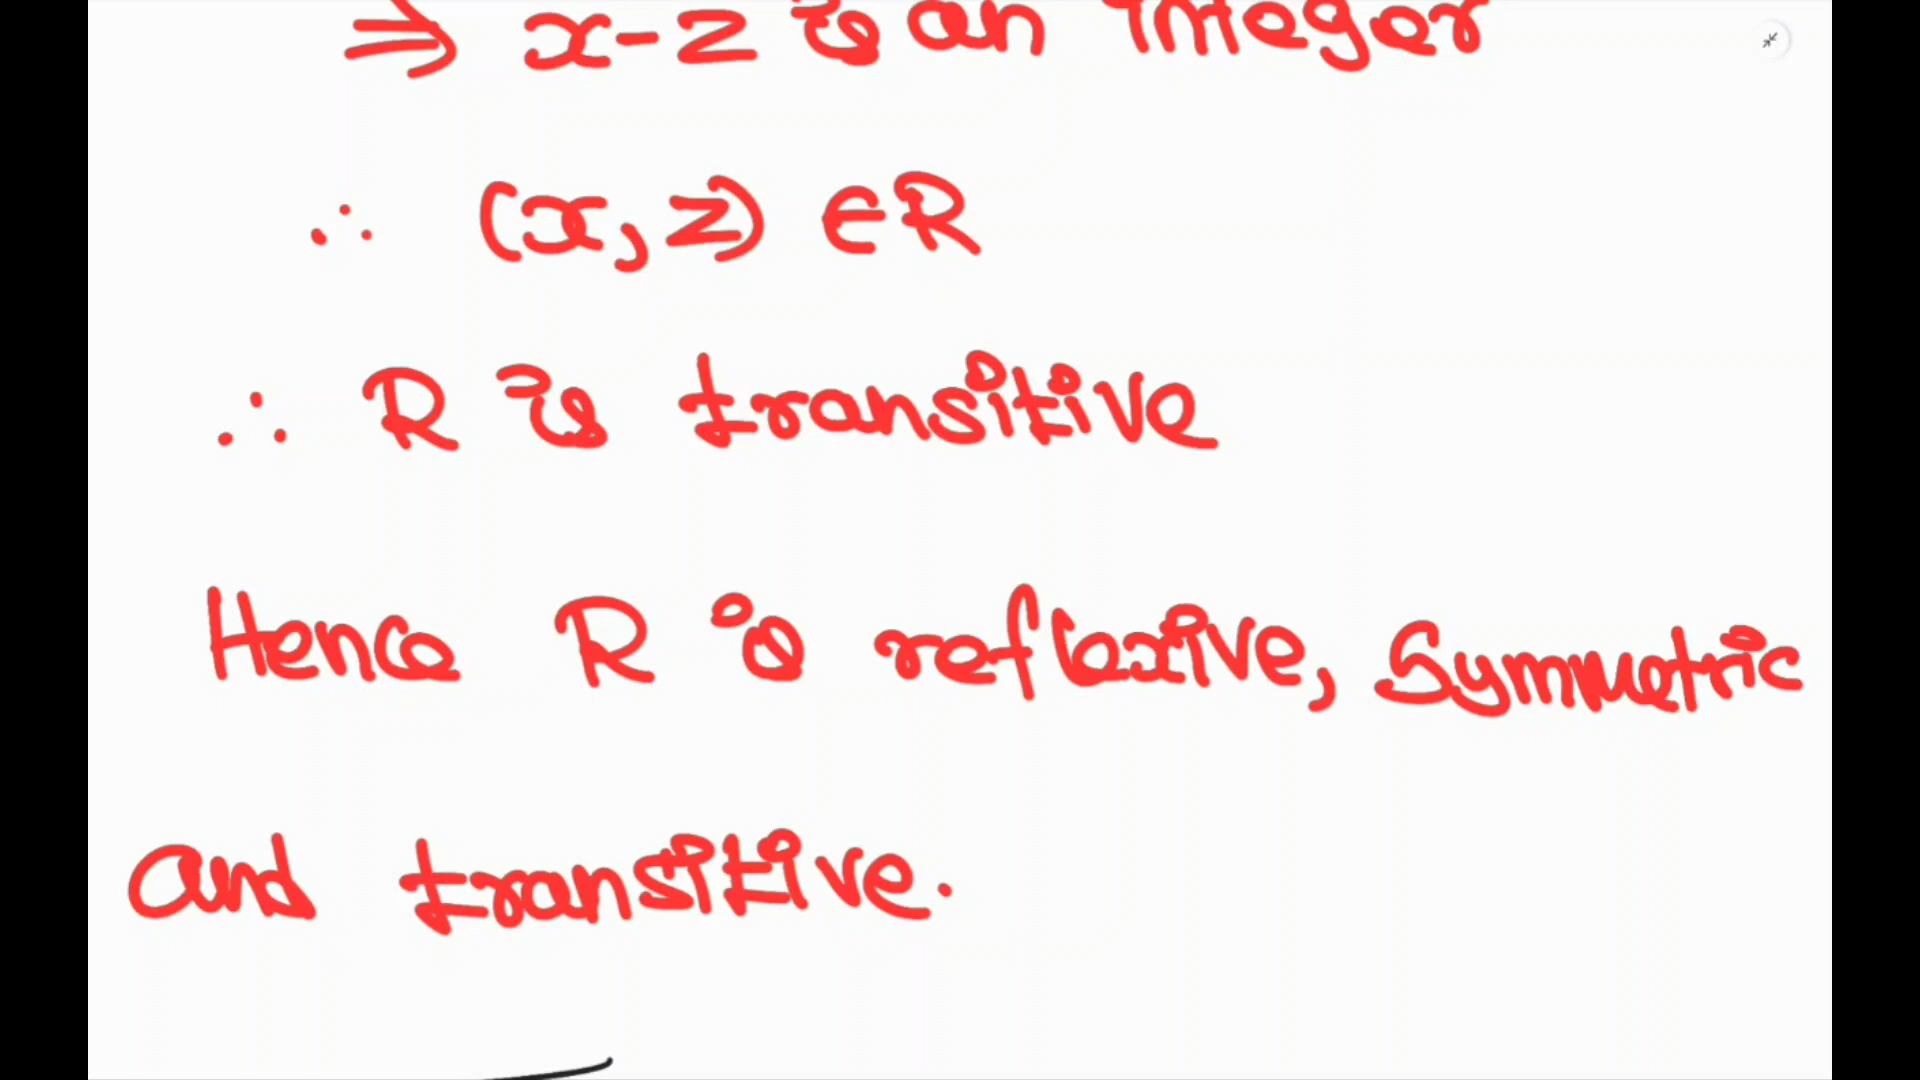 ⇒ x-z is an integer
∴ (x,z) ∈R
∴ R is transitive
Hence R is reflexive, Symmetric
and transitive.